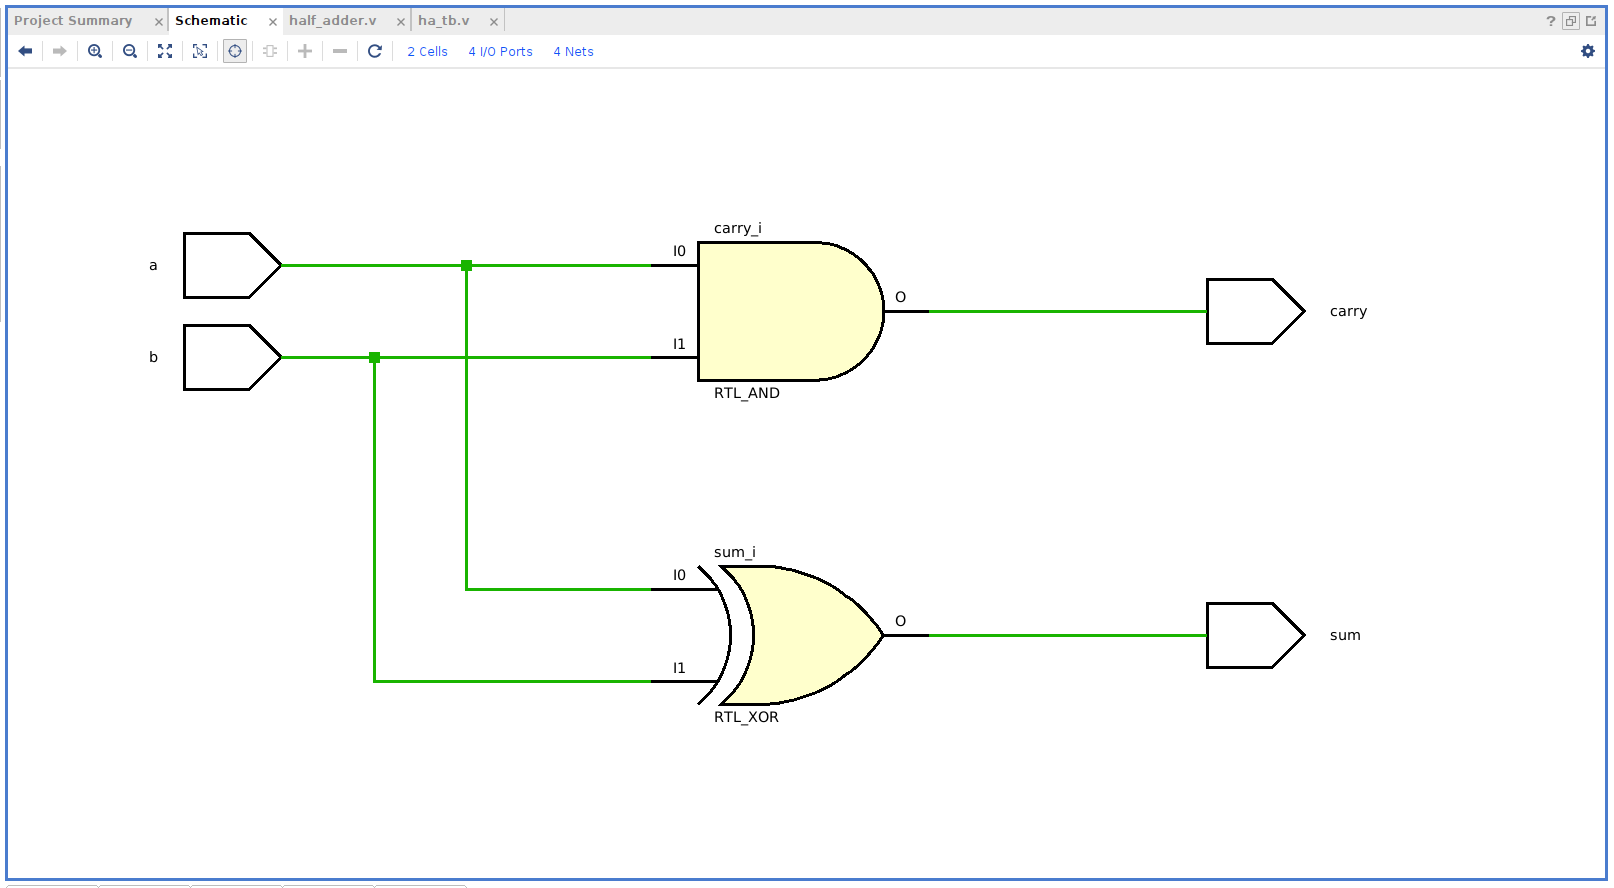 Project Summary × Schematic × half_adder.v × ha_tb.v × ?
2 Cells 4 I/O Ports 4 Nets
carry_i
I0
a
O
carry
I1
b
RTL_AND
sum_i
I0
O
sum
I1
RTL_XOR